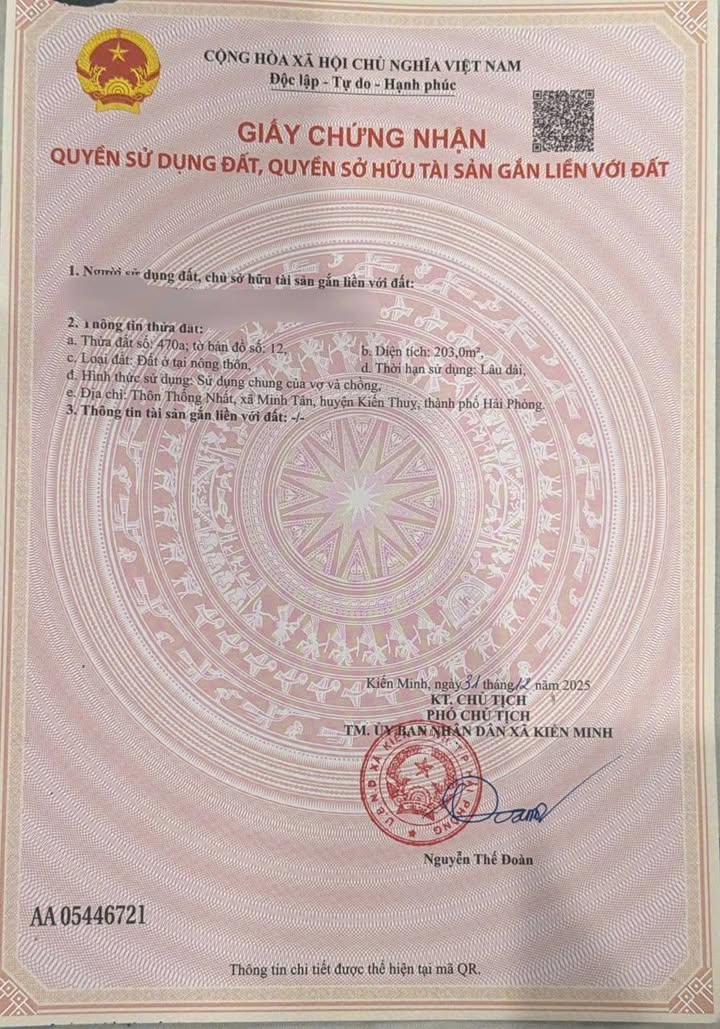 CỘNG HÒA XÃ HỘI CHỦ NGHĨA VIỆT NAM
Độc lập - Tự do - Hạnh phúc
GIẤY CHỨNG NHẬN
QUYỀN SỬ DỤNG ĐẤT, QUYỀN SỞ HỮU TÀI SẢN GẮN LIỀN VỚI ĐẤT
1. Người sử dụng đất, chủ sở hữu tài sản gắn liền với đất:
2. Thông tin thửa đất:
a. Thửa đất số: 470a; tờ bản đồ số: 12, b. Diện tích: 203,0m²,
c. Loại đất: Đất ở tại nông thôn, d. Thời hạn sử dụng: Lâu dài,
đ. Hình thức sử dụng: Sử dụng chung của vợ và chồng,
e. Địa chỉ: Thôn Thống Nhất, xã Minh Tân, huyện Kiến Thuỵ, thành phố Hải Phòng.
3. Thông tin tài sản gắn liền với đất: -/-
Kiến Minh, ngày 31 tháng 12 năm 2025
KT. CHỦ TỊCH
PHÓ CHỦ TỊCH
TM. ỦY BAN NHÂN DÂN XÃ KIẾN MINH
Nguyễn Thế Đoàn
AA 05446721
Thông tin chi tiết được thể hiện tại mã QR.